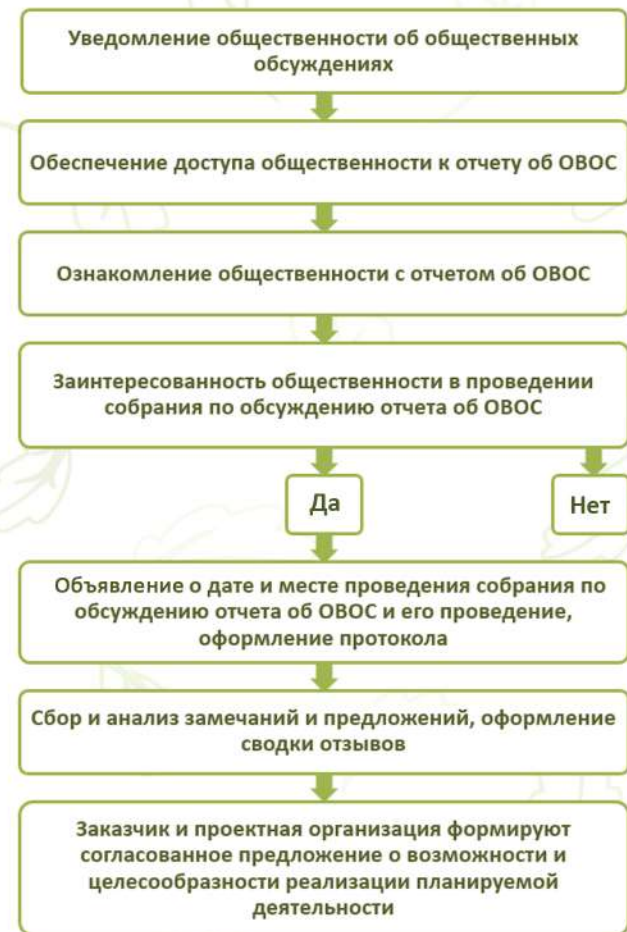 Уведомление общественности об общественных
обсуждениях
Обеспечение доступа общественности к отчету об ОВОС
Ознакомление общественности с отчетом об ОВОС
Заинтересованность общественности в проведении
собрания по обсуждению отчета об ОВОС
Да
Нет
Объявление о дате и месте проведения собрания по
обсуждению отчета об ОВОС и его проведение,
оформление протокола
Сбор и анализ замечаний и предложений, оформление
сводки отзывов
Заказчик и проектная организация формируют
согласованное предложение о возможности и
целесообразности реализации планируемой
деятельности